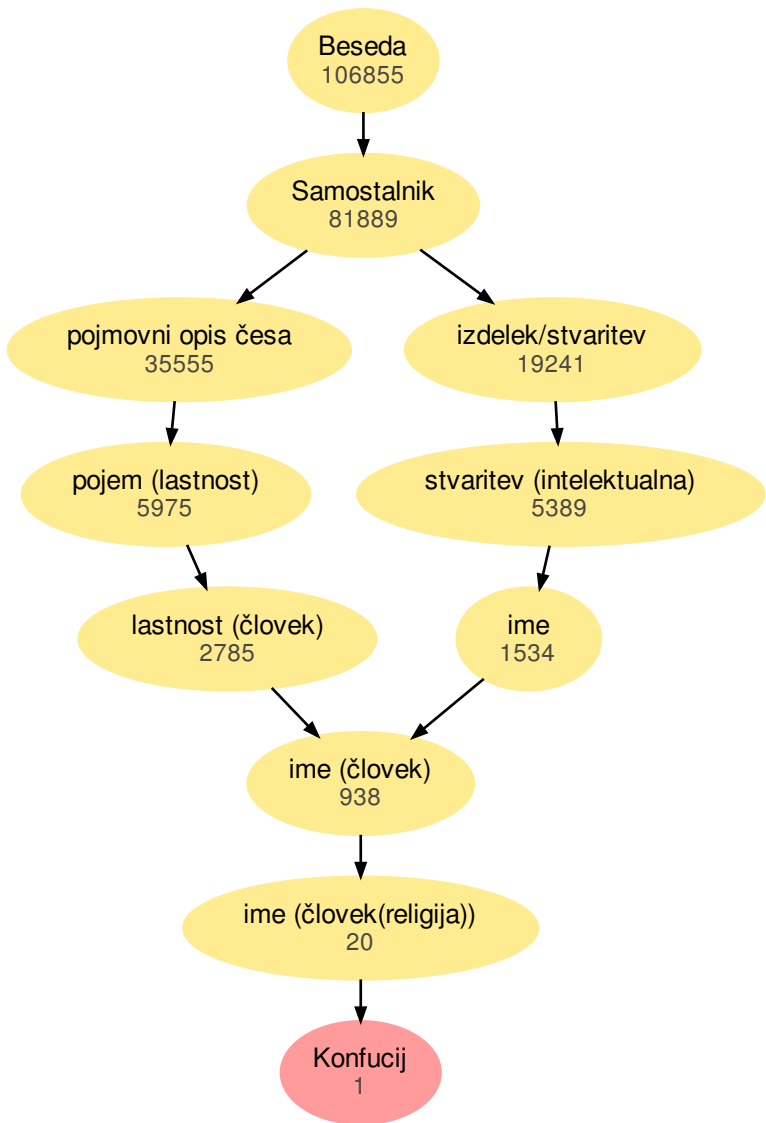 Beseda
106855
Samostalnik
81889
pojmovni opis česa
35555
izdelek/stvaritev
19241
pojem (lastnost)
5975
stvaritev (intelektualna)
5389
lastnost (človek)
2785
ime
1534
ime (človek)
938
ime (človek(religija))
20
Konfucij
1